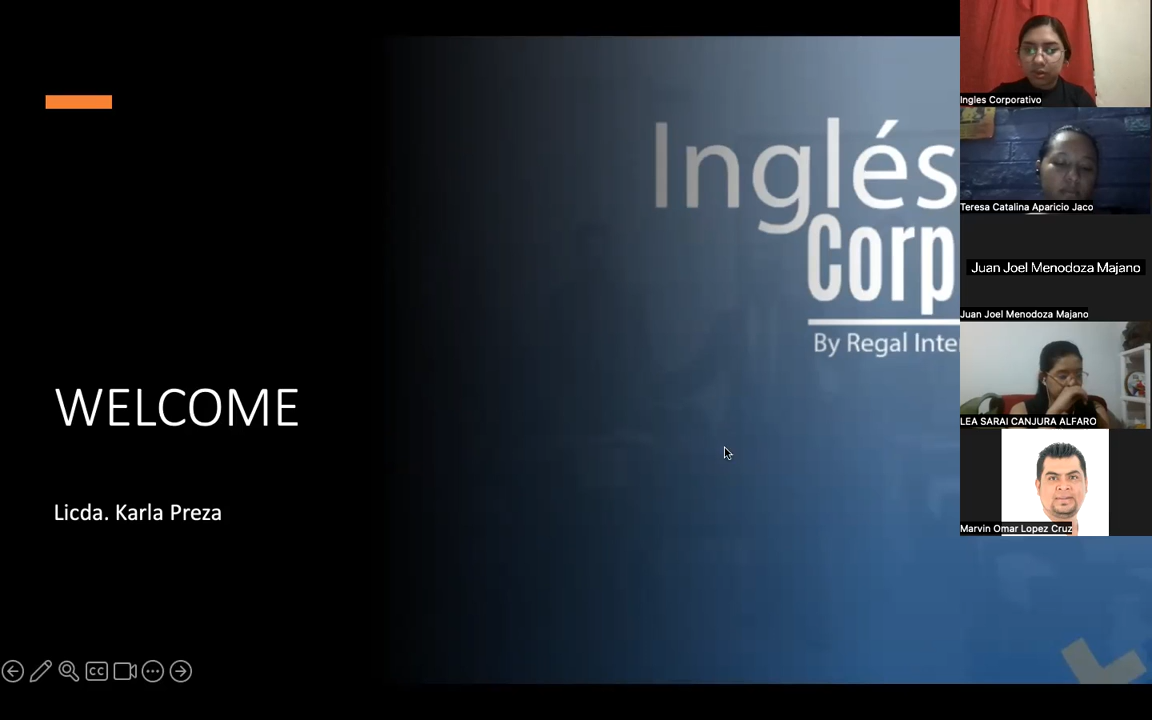 Inglés
Corp
By Regal Inte
WELCOME
Licda. Karla Preza
CC
Ingles Corporativo
Teresa Catalina Aparicio Jaco
Juan Joel Menodoza Majano
Juan Joel Menodoza Majano
LEA SARAI CANJURA ALFARO
Marvin Omar Lopez Cruz